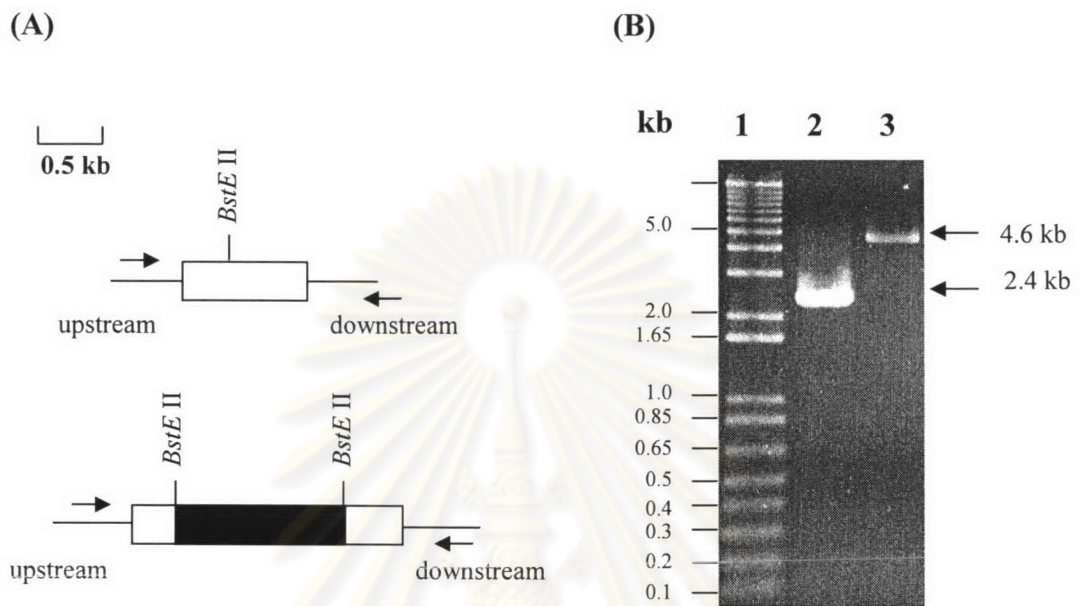 (A)
0.5 kb
BstE II
upstream
downstream
BstE II
BstE II
upstream
downstream
(B)
kb 1 2 3
5.0
2.0
1.65
1.0
0.85
0.65
0.5
0.4
0.3
0.2
0.1
4.6 kb
2.4 kb